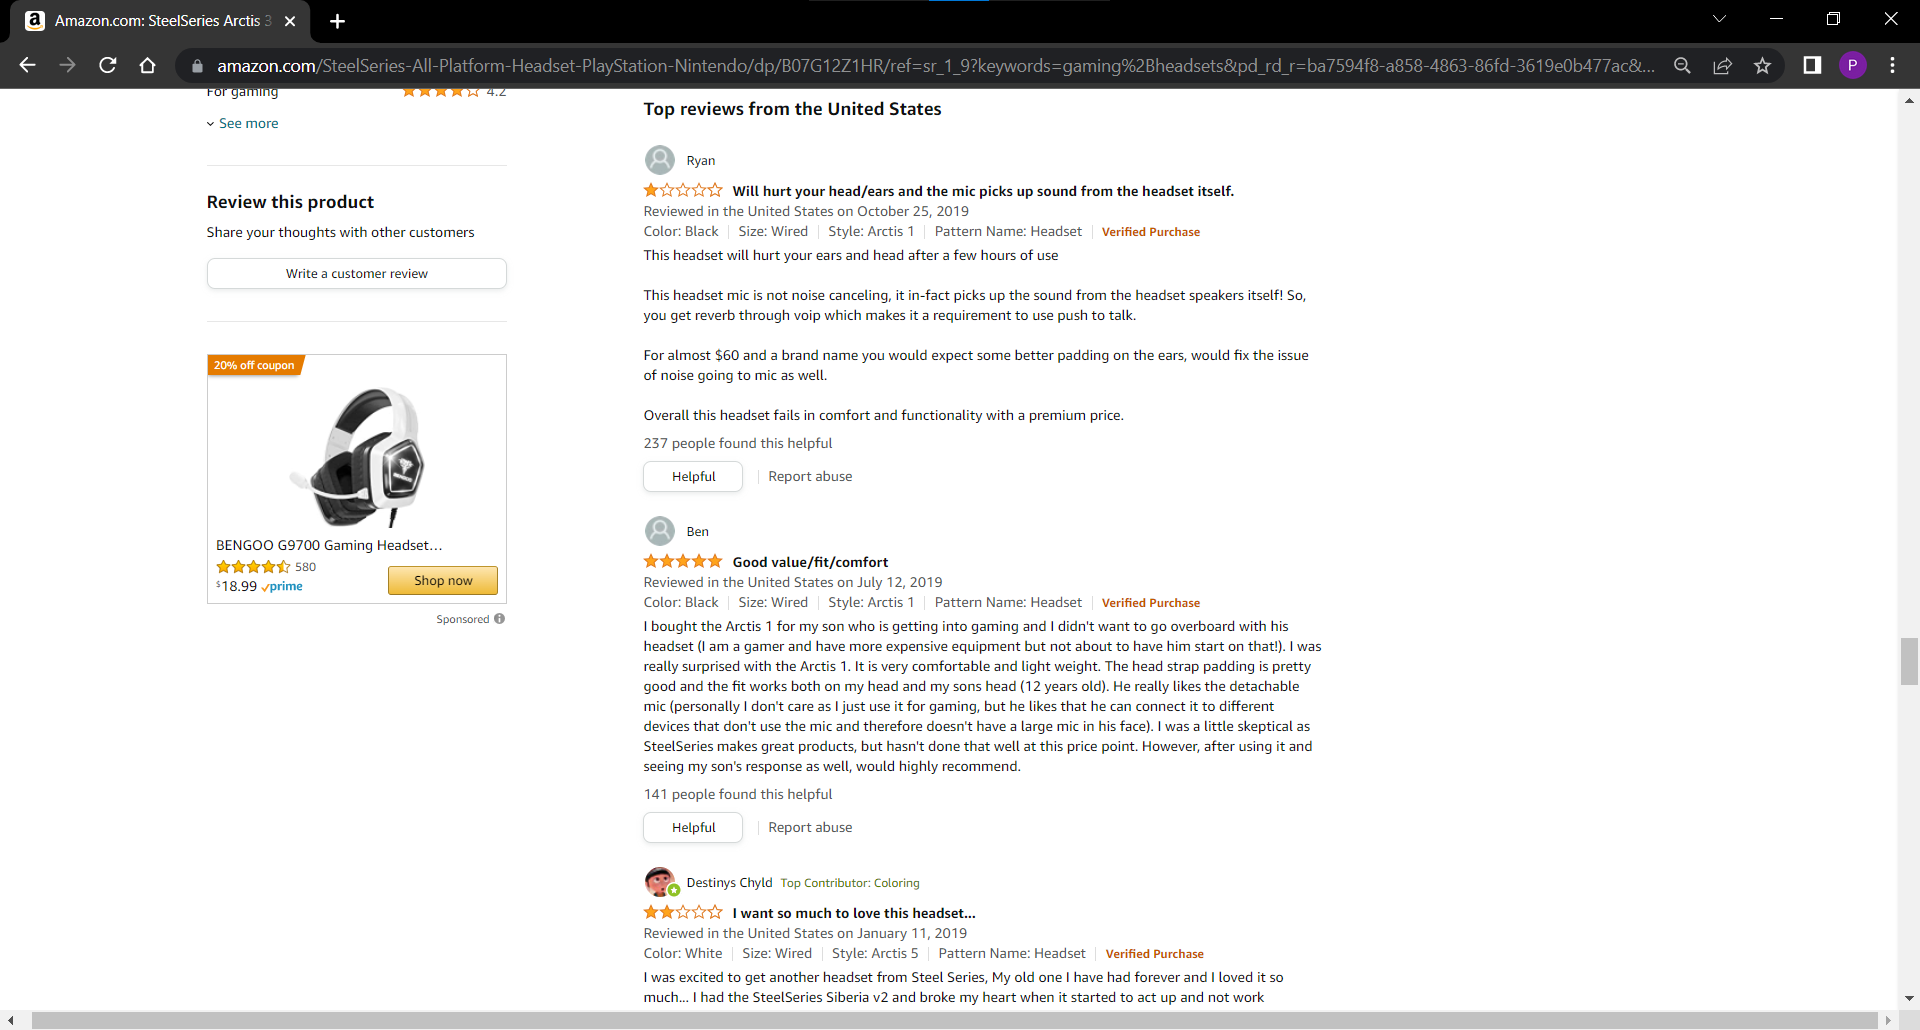 Amazon.com: SteelSeries Arctis 3
amazon.com/SteelSeries-All-Platform-Headset-PlayStation-Nintendo/dp/B07G12Z1HR/ref=sr_1_9?keywords=gaming%2Bheadsets&pd_rd_r=ba7594f8-a858-4863-86fd-3619e0b477ac&...
P
For gaming 4.2
See more
Review this product
Share your thoughts with other customers
Write a customer review
20% off coupon
BENGOO G9700 Gaming Headset...
580
$18.99 prime
Shop now
Sponsored
Top reviews from the United States
Ryan
Will hurt your head/ears and the mic picks up sound from the headset itself.
Reviewed in the United States on October 25, 2019
Color: Black | Size: Wired | Style: Arctis 1 | Pattern Name: Headset | Verified Purchase
This headset will hurt your ears and head after a few hours of use
This headset mic is not noise canceling, it in-fact picks up the sound from the headset speakers itself! So,
you get reverb through voip which makes it a requirement to use push to talk.
For almost $60 and a brand name you would expect some better padding on the ears, would fix the issue
of noise going to mic as well.
Overall this headset fails in comfort and functionality with a premium price.
237 people found this helpful
Helpful | Report abuse
Ben
Good value/fit/comfort
Reviewed in the United States on July 12, 2019
Color: Black | Size: Wired | Style: Arctis 1 | Pattern Name: Headset | Verified Purchase
I bought the Arctis 1 for my son who is getting into gaming and I didn't want to go overboard with his
headset (I am a gamer and have more expensive equipment but not about to have him start on that!). I was
really surprised with the Arctis 1. It is very comfortable and light weight. The head strap padding is pretty
good and the fit works both on my head and my sons head (12 years old). He really likes the detachable
mic (personally I don't care as I just use it for gaming, but he likes that he can connect it to different
devices that don't use the mic and therefore doesn't have a large mic in his face). I was a little skeptical as
SteelSeries makes great products, but hasn't done that well at this price point. However, after using it and
seeing my son's response as well, would highly recommend.
141 people found this helpful
Helpful | Report abuse
Destinys Chyld Top Contributor: Coloring
I want so much to love this headset...
Reviewed in the United States on January 11, 2019
Color: White | Size: Wired | Style: Arctis 5 | Pattern Name: Headset | Verified Purchase
I was excited to get another headset from Steel Series, My old one I have had forever and I loved it so
much... I had the SteelSeries Siberia v2 and broke my heart when it started to act up and not work